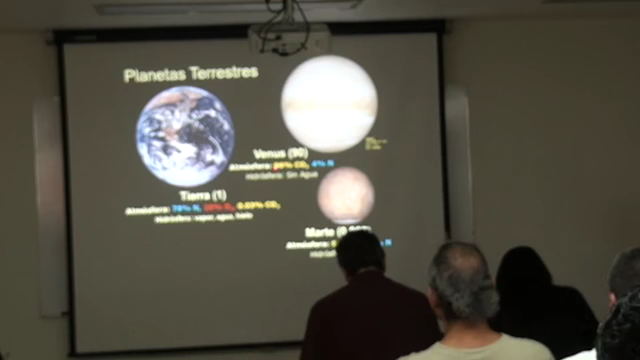 Planetas Terrestres
Venus (90)
Atmósfera: 96% CO₂ 4% N
Hidrósfera: Sin Agua
Tierra (1)
Atmósfera: 78% N₂ 20% O₂ 0.03% CO₂
Hidrósfera: vapor, agua, hielo
Marte
Atmósfera: